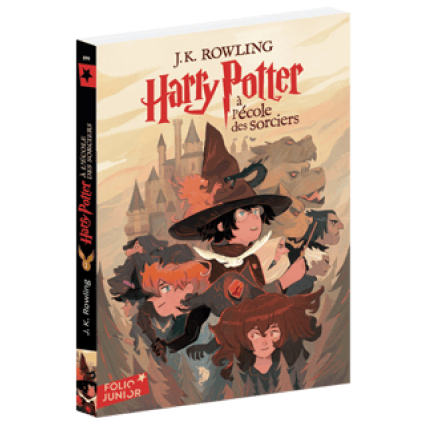 J.K. ROWLING
Harry Potter
à
l'école
des sorciers
Harry Potter
À L'ÉCOLE
DES SORCIERS
J. K. Rowling
FOLIO
JUNIOR